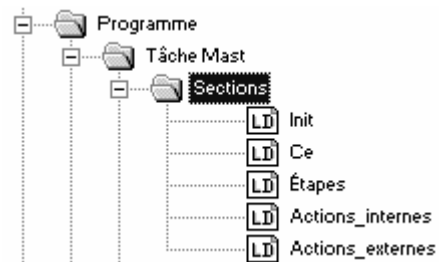 Programme
Tâche Mast
Sections
LD Init
LD Ce
LD Étapes
LD Actions_internes
LD Actions_externes